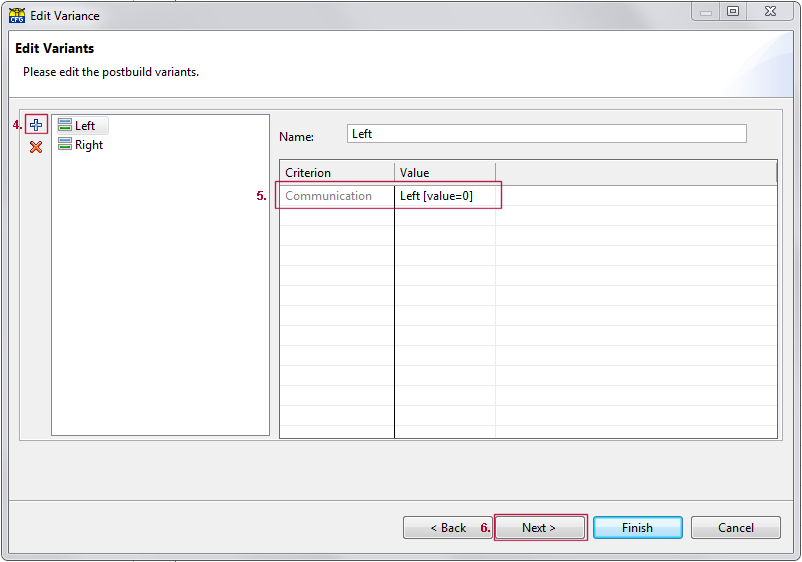 CFG Edit Variance
Edit Variants
Please edit the postbuild variants.
4.
Left
Right
Name: Left
Criterion Value
5. Communication Left [value=0]
< Back 6. Next > Finish Cancel